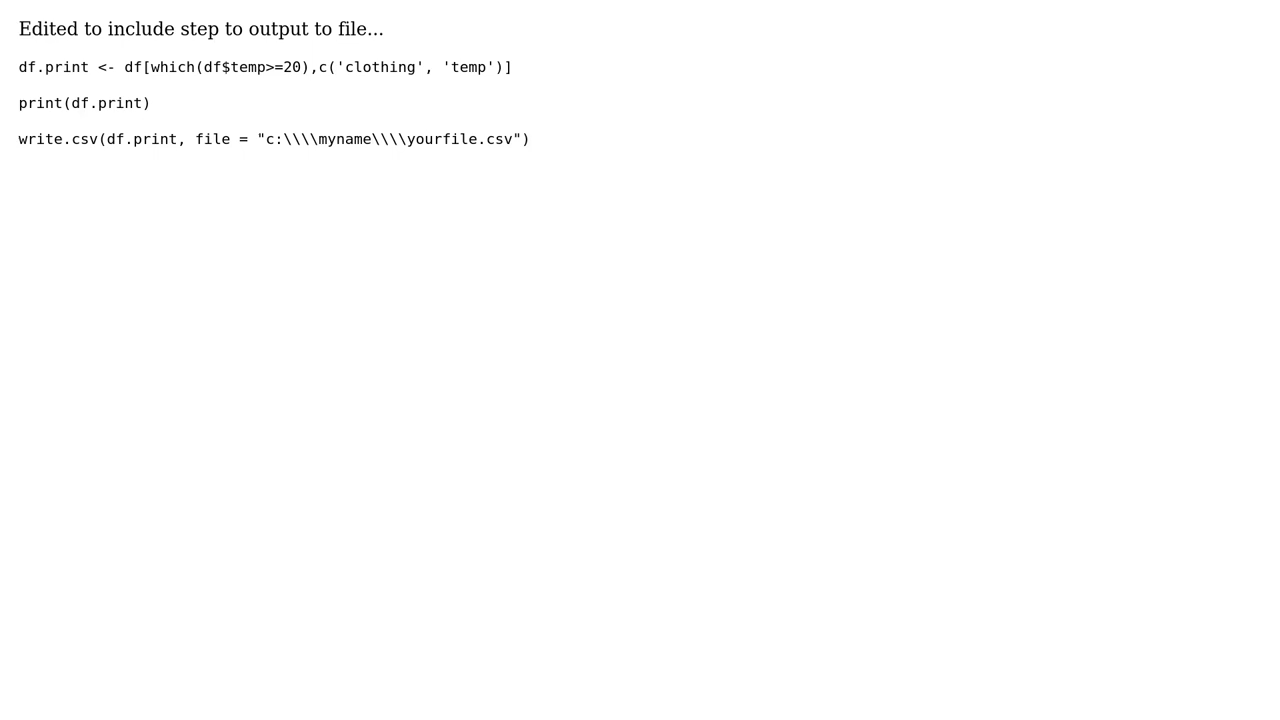 Edited to include step to output to file...
df.print <- df[which(df$temp>=20),c('clothing', 'temp')]
print(df.print)
write.csv(df.print, file = "c:\\\\myname\\\\yourfile.csv")